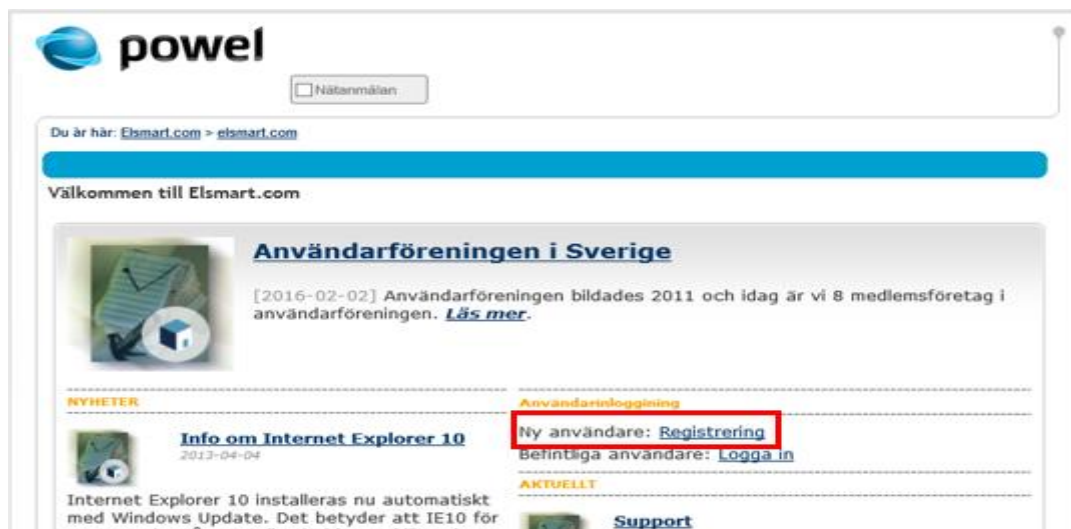 powel
Nätanmälan
Du är här: Elsmart.com > elsmart.com
Välkommen till Elsmart.com
Användarföreningen i Sverige
[2016-02-02] Användarföreningen bildades 2011 och idag är vi 8 medlemsföretag i
användarföreningen. Läs mer.
NYHETER
Info om Internet Explorer 10
2013-04-04
Internet Explorer 10 installeras nu automatiskt
med Windows Update. Det betyder att IE10 för
Användarinloggining
Ny användare: Registrering
Befintliga användare: Logga in
AKTUELLT
Support